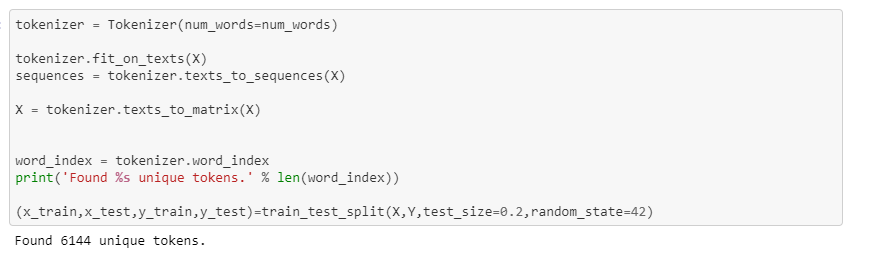 tokenizer = Tokenizer(num_words=num_words)
tokenizer.fit_on_texts(X)
sequences = tokenizer.texts_to_sequences(X)
X = tokenizer.texts_to_matrix(X)
word_index = tokenizer.word_index
print('Found %s unique tokens.' % len(word_index))
(x_train,x_test,y_train,y_test)=train_test_split(X,Y,test_size=0.2,random_state=42)
Found 6144 unique tokens.